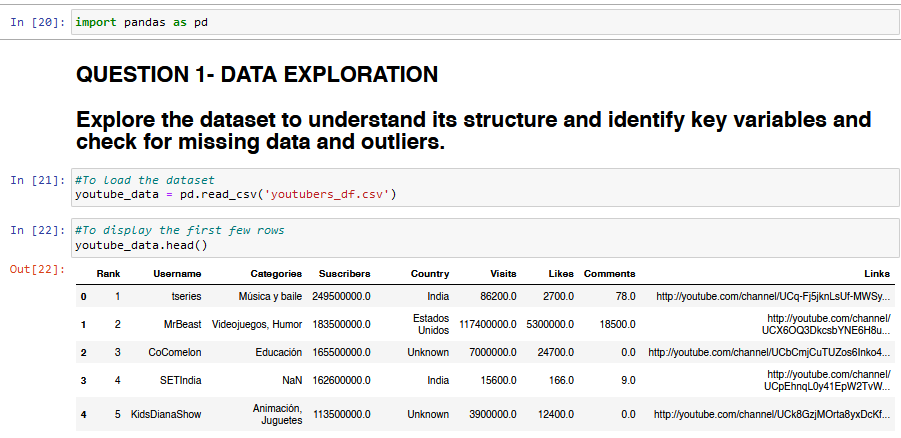 In [20]: import pandas as pd
QUESTION 1- DATA EXPLORATION
Explore the dataset to understand its structure and identify key variables and
check for missing data and outliers.
In [21]: #To load the dataset
youtube_data = pd.read_csv('youtubers_df.csv')
In [22]: #To display the first few rows
youtube_data.head()
Out[22]:
Rank Username Categories Suscribers Country Visits Likes Comments Links
0 1 tseries Música y baile 249500000.0 India 86200.0 2700.0 78.0 http://youtube.com/channel/UCq-Fj5jknLsUf-MWSy...
1 2 MrBeast Videojuegos, Humor 183500000.0 Estados Unidos 117400000.0 5300000.0 18500.0 http://youtube.com/channel/UCX6OQ3DkcsbYNE6H8u...
2 3 CoComelon Educación 165500000.0 Unknown 7000000.0 24700.0 0.0 http://youtube.com/channel/UCbCmjCuTUZos6Inko4...
3 4 SETIndia NaN 162600000.0 India 15600.0 166.0 9.0 http://youtube.com/channel/UCpEhnqL0y41EpW2TvW...
4 5 KidsDianaShow Animación, Juguetes 113500000.0 Unknown 3900000.0 12400.0 0.0 http://youtube.com/channel/UCk8GzjMOrta8yxDcKf...